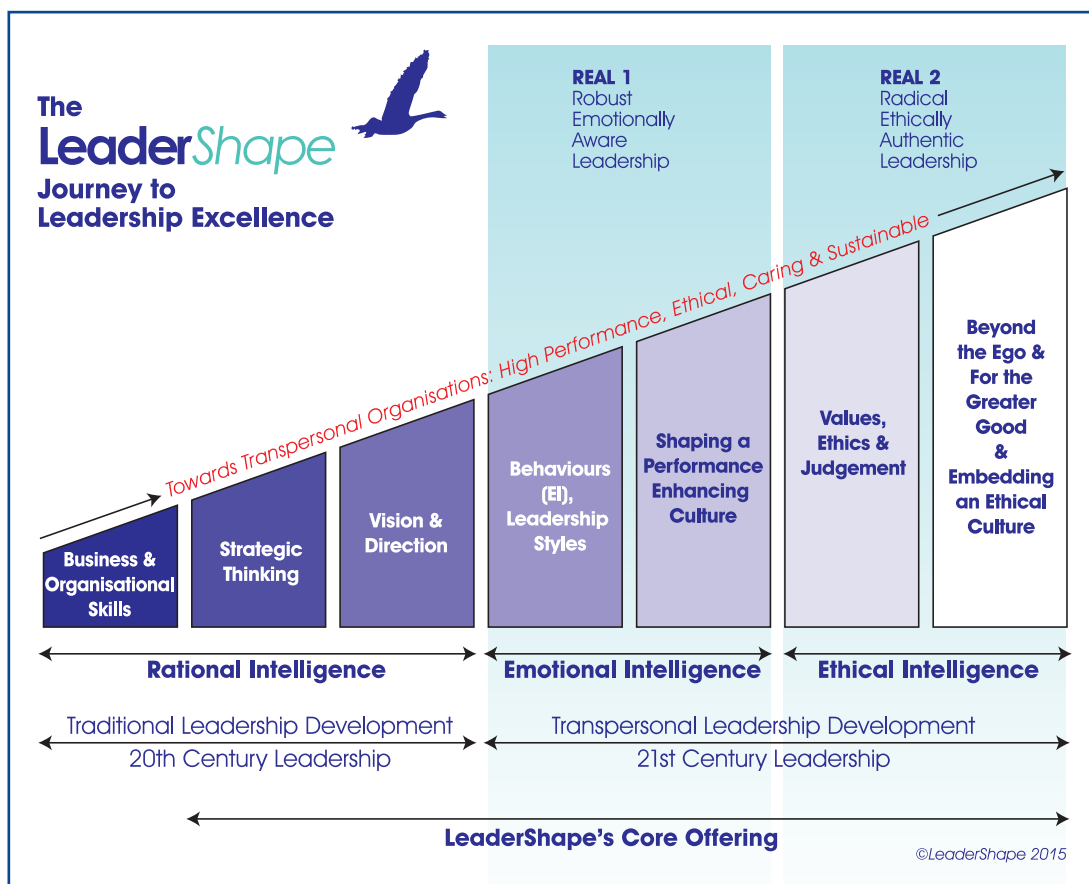 The
LeaderShape
Journey to
Leadership Excellence
REAL 1
Robust
Emotionally
Aware
Leadership
REAL 2
Radical
Ethically
Authentic
Leadership
Towards Transpersonal Organisations: High Performance, Ethical, Caring & Sustainable
Business &
Organisational
Skills
Strategic
Thinking
Vision &
Direction
Behaviours
(EI),
Leadership
Styles
Shaping a
Performance
Enhancing
Culture
Values,
Ethics &
Judgement
Beyond
the Ego &
For the
Greater
Good
&
Embedding
an Ethical
Culture
Rational Intelligence
Emotional Intelligence
Ethical Intelligence
Traditional Leadership Development
20th Century Leadership
Transpersonal Leadership Development
21st Century Leadership
LeaderShape's Core Offering
©LeaderShape 2015